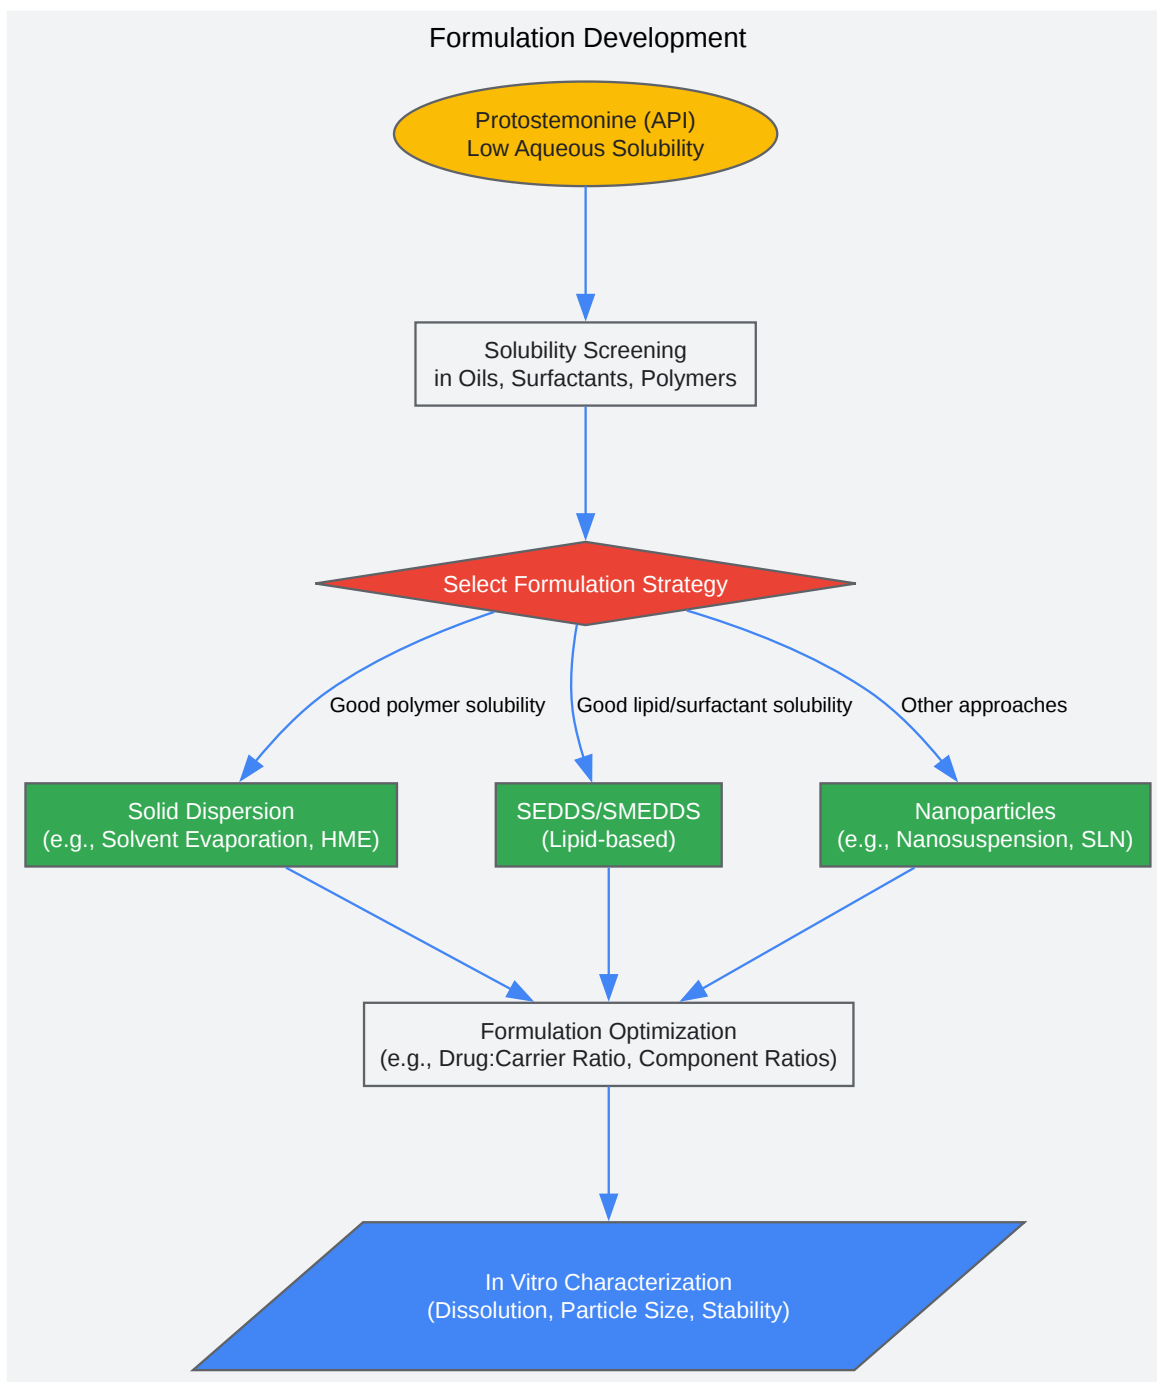 Formulation Development
Protostemonine (API)
Low Aqueous Solubility
Solubility Screening
in Oils, Surfactants, Polymers
Select Formulation Strategy
Good polymer solubility
Good lipid/surfactant solubility
Other approaches
Solid Dispersion
(e.g., Solvent Evaporation, HME)
SEDDS/SMEDDS
(Lipid-based)
Nanoparticles
(e.g., Nanosuspension, SLN)
Formulation Optimization
(e.g., Drug:Carrier Ratio, Component Ratios)
In Vitro Characterization
(Dissolution, Particle Size, Stability)